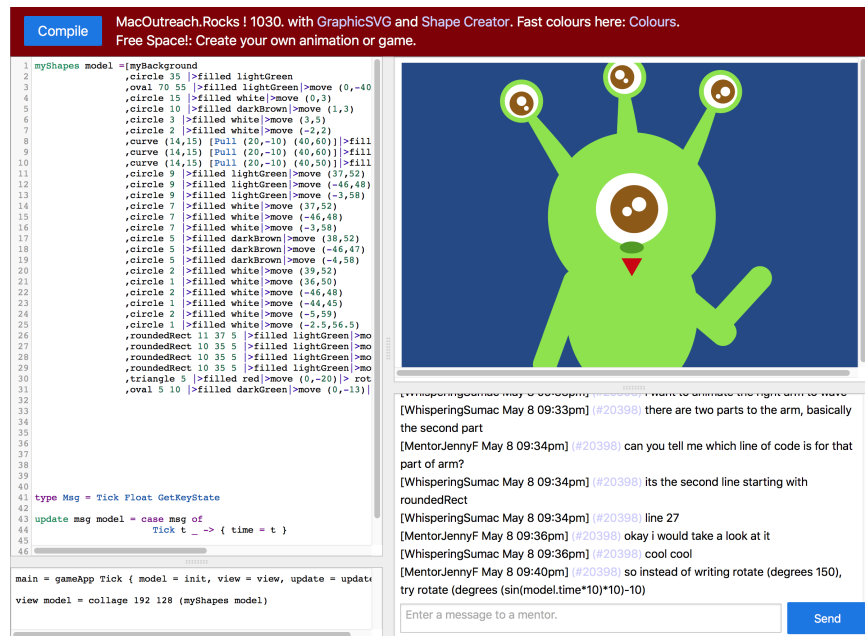 Compile
MacOutreach.Rocks ! 1030. with GraphicSVG and Shape Creator. Fast colours here: Colours.
Free Space!: Create your own animation or game.
1 myShapes model =[myBackground
2 ,circle 35 |>filled lightGreen
3 ,oval 70 55 |>filled lightGreen|>move (0,-40
4 ,circle 15 |>filled white|>move (0,3)
5 ,circle 10 |>filled darkBrown|>move (1,3)
6 ,circle 3 |>filled white|>move (3,5)
7 ,circle 2 |>filled white|>move (-2,2)
8 ,curve (14,15) [Pull (20,-10) (40,60)]|>fill
9 ,curve (14,15) [Pull (20,-10) (40,60)]|>fill
10 ,curve (14,15) [Pull (20,-10) (40,50)]|>fill
11 ,circle 9 |>filled lightGreen|>move (37,52)
12 ,circle 9 |>filled lightGreen|>move (-46,48)
13 ,circle 9 |>filled lightGreen|>move (-3,58)
14 ,circle 7 |>filled white|>move (37,52)
15 ,circle 7 |>filled white|>move (-46,48)
16 ,circle 7 |>filled white|>move (-3,58)
17 ,circle 5 |>filled darkBrown|>move (38,52)
18 ,circle 5 |>filled darkBrown|>move (-46,47)
19 ,circle 5 |>filled darkBrown|>move (-4,58)
20 ,circle 2 |>filled white|>move (39,52)
21 ,circle 1 |>filled white|>move (36,50)
22 ,circle 2 |>filled white|>move (-46,48)
23 ,circle 1 |>filled white|>move (-44,45)
24 ,circle 2 |>filled white|>move (-5,59)
25 ,circle 1 |>filled white|>move (-2.5,56.5)
26 ,roundedRect 11 37 5 |>filled lightGreen|>mo
27 ,roundedRect 10 35 5 |>filled lightGreen|>mo
28 ,roundedRect 10 35 5 |>filled lightGreen|>mo
29 ,roundedRect 10 35 5 |>filled lightGreen|>mo
30 ,triangle 5 |>filled red|>move (0,-20)|> rot
31 ,oval 5 10 |>filled darkGreen|>move (0,-13)|
32
33
34
35
36
37
38
39
40
41 type Msg = Tick Float GetKeyState
42
43 update msg model = case msg of
44 Tick t _ -> { time = t }
45
46
main = gameApp Tick { model = init, view = view, update = update
view model = collage 192 128 (myShapes model)
[WhisperingSumac May 8 09:33pm] (#20398) i want to animate the right arm to wave
[WhisperingSumac May 8 09:33pm] (#20398) there are two parts to the arm, basically
the second part
[MentorJennyF May 8 09:34pm] (#20398) can you tell me which line of code is for that
part of arm?
[WhisperingSumac May 8 09:34pm] (#20398) its the second line starting with
roundedRect
[WhisperingSumac May 8 09:34pm] (#20398) line 27
[MentorJennyF May 8 09:36pm] (#20398) okay i would take a look at it
[WhisperingSumac May 8 09:36pm] (#20398) cool cool
[MentorJennyF May 8 09:40pm] (#20398) so instead of writing rotate (degrees 150),
try rotate (degrees (sin(model.time*10)*10)-10)
Enter a message to a mentor.
Send